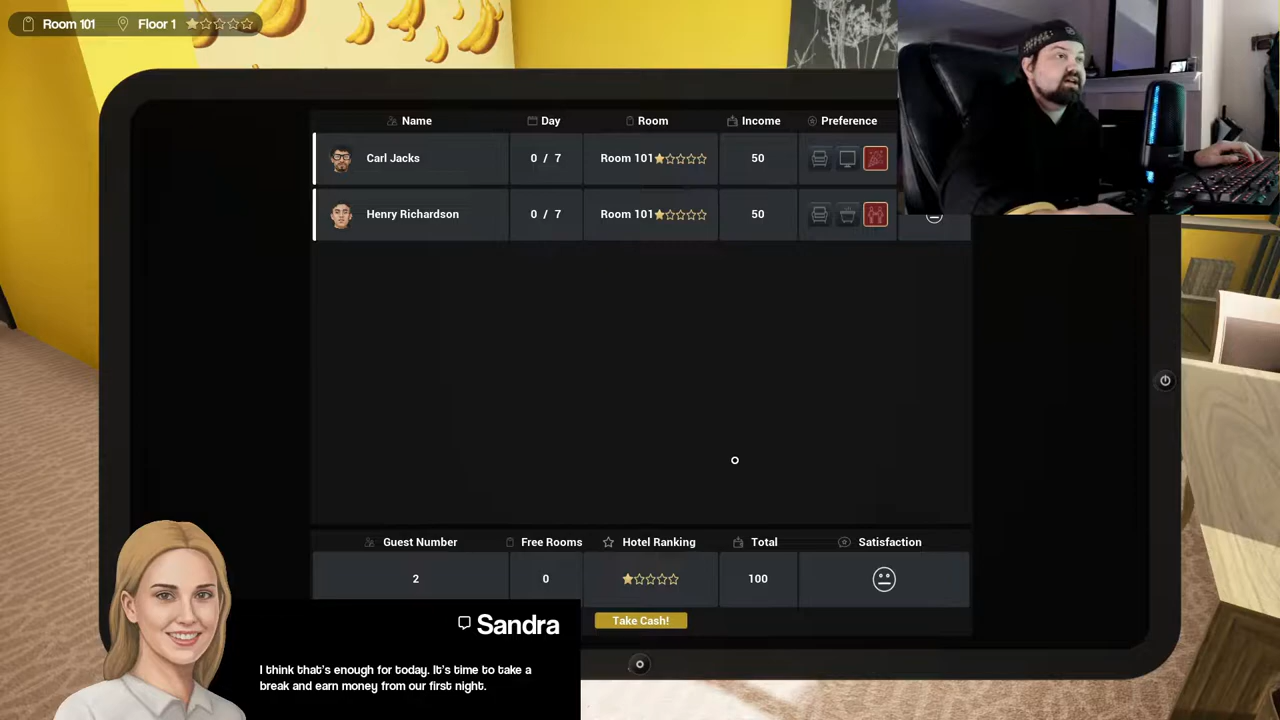 Room 101 Floor 1
Name Day Room Income Preference
Carl Jacks 0 / 7 Room 101 50
Henry Richardson 0 / 7 Room 101 50
Guest Number Free Rooms Hotel Ranking Total Satisfaction
2 0 100
Take Cash!
Sandra
I think that's enough for today. It's time to take a
break and earn money from our first night.